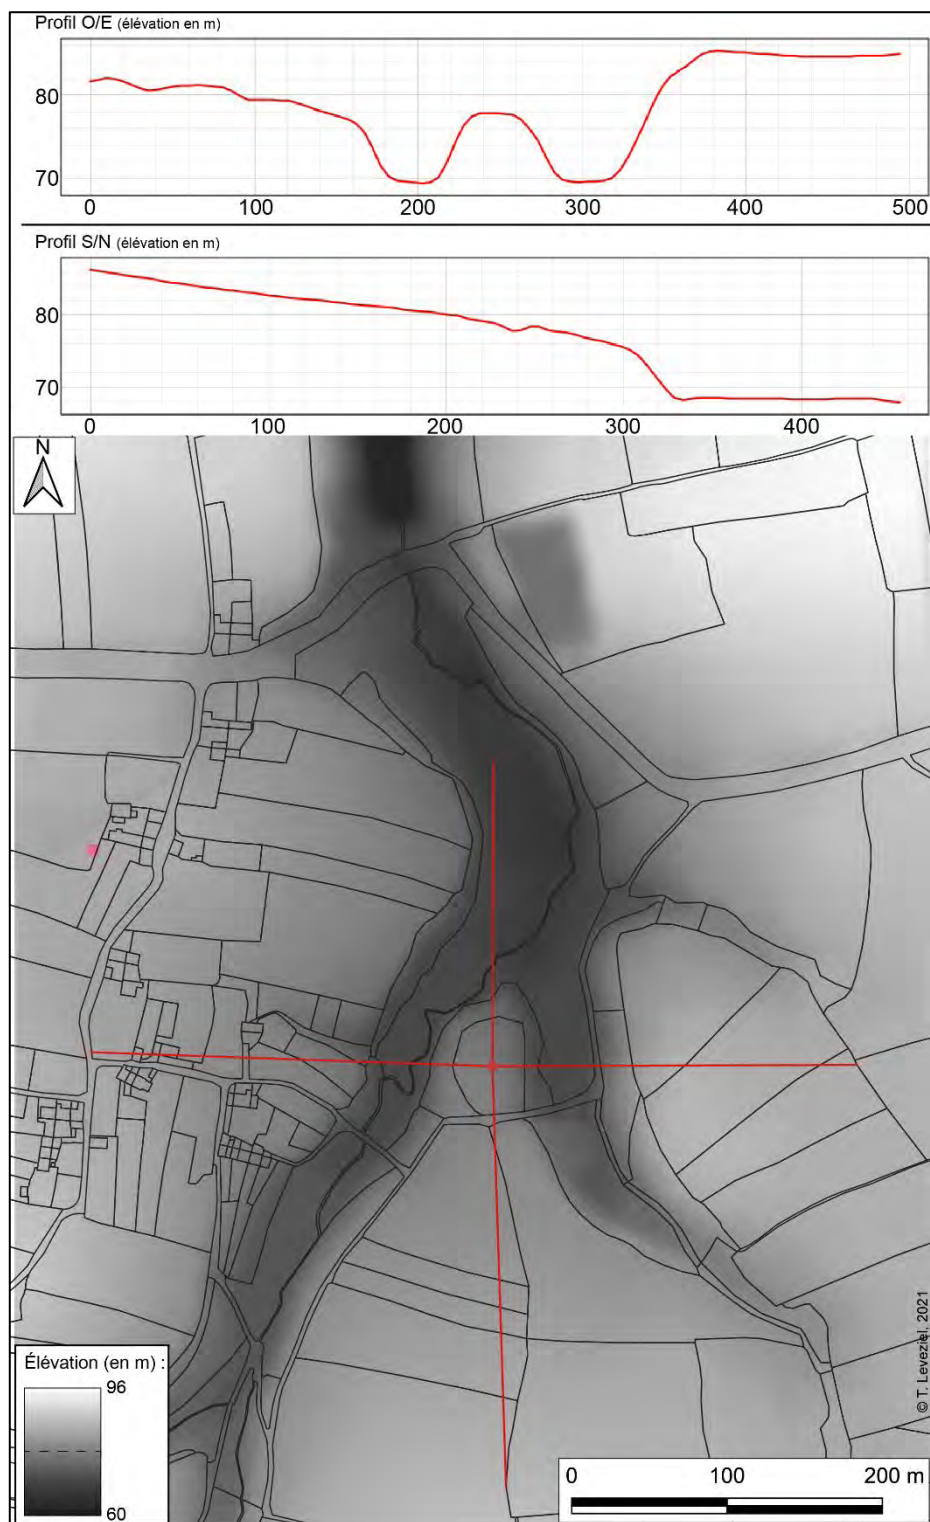 Profil O/E (élévation en m)
80
70
0 100 200 300 400 500
Profil S/N (élévation en m)
80
70
0 100 200 300 400
N
© T. Leveziel, 2021
Élévation (en m) :
96
60
0 100 200 m